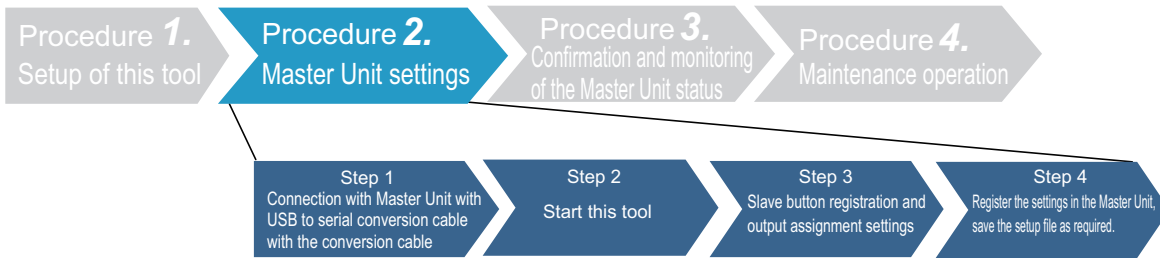 Procedure 1.
Setup of this tool
Procedure 2.
Master Unit settings
Procedure 3.
Confirmation and monitoring
of the Master Unit status
Procedure 4.
Maintenance operation
Step 1
Connection with Master Unit with
USB to serial conversion cable
with the conversion cable
Step 2
Start this tool
Step 3
Slave button registration and
output assignment settings
Step 4
Register the settings in the Master Unit,
save the setup file as required.